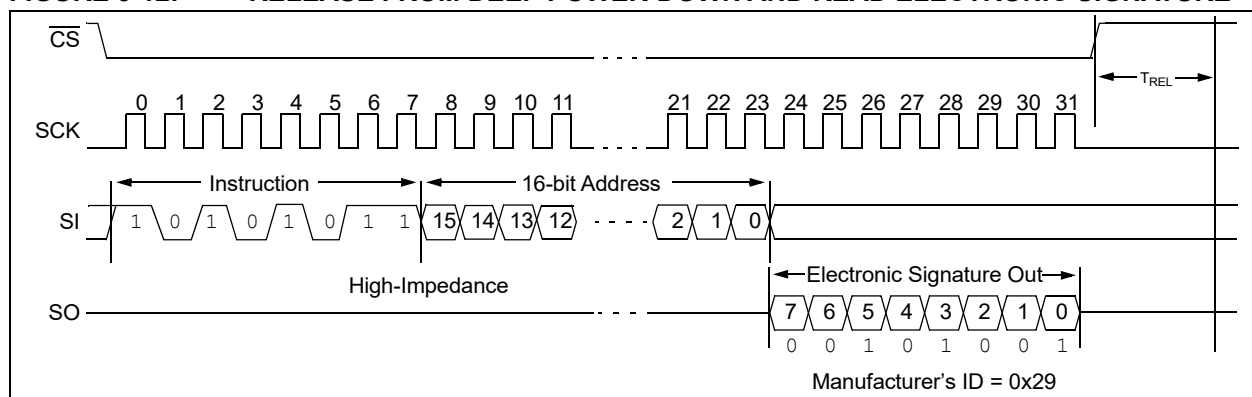 CS
0 1 2 3 4 5 6 7 8 9 10 11 21 22 23 24 25 26 27 28 29 30 31
TREL
SCK
Instruction 16-bit Address
SI 1 0 1 0 1 0 1 1 15 14 13 12 2 1 0
High-Impedance Electronic Signature Out
SO 7 6 5 4 3 2 1 0
0 0 1 0 1 0 0 1
Manufacturer's ID = 0x29